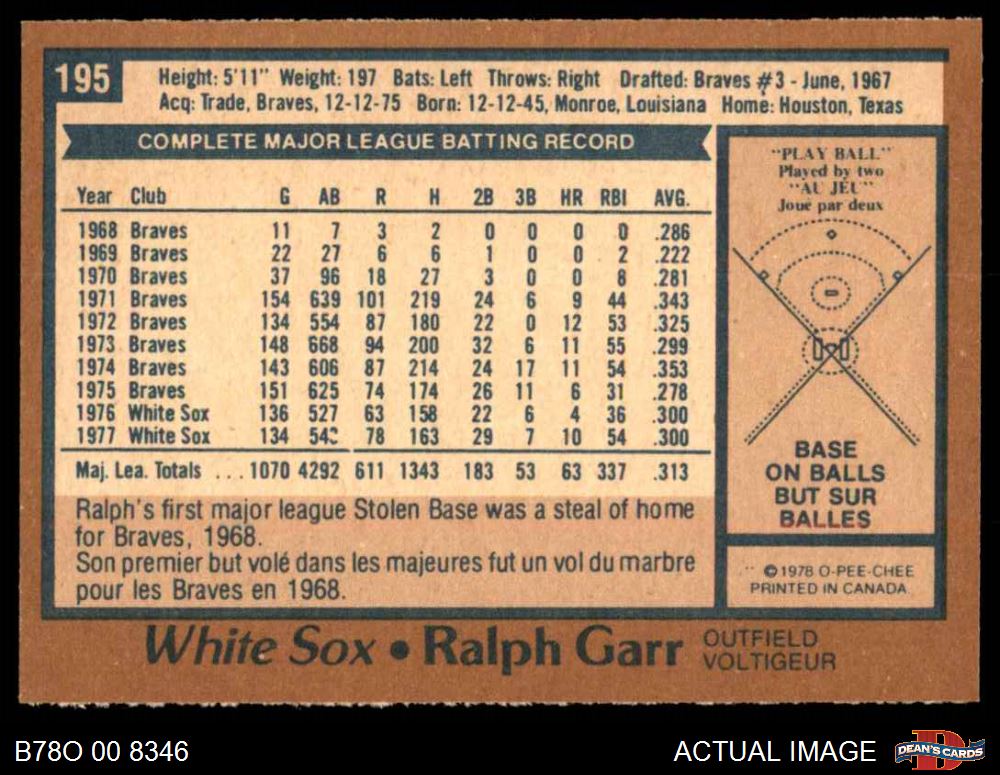 195
Height: 5'11" Weight: 197 Bats: Left Throws: Right Drafted: Braves #3 - June, 1967
Acq: Trade, Braves, 12-12-75 Born: 12-12-45, Monroe, Louisiana Home: Houston, Texas
COMPLETE MAJOR LEAGUE BATTING RECORD
Year Club G AB R H 2B 3B HR RBI AVG.
1968 Braves 11 7 3 2 0 0 0 0 .286
1969 Braves 22 27 6 6 1 0 0 2 .222
1970 Braves 37 96 18 27 3 0 0 8 .281
1971 Braves 154 639 101 219 24 6 9 44 .343
1972 Braves 134 554 87 180 22 0 12 53 .325
1973 Braves 148 668 94 200 32 6 11 55 .299
1974 Braves 143 606 87 214 24 17 11 54 .353
1975 Braves 151 625 74 174 26 11 6 31 .278
1976 White Sox 136 527 63 158 22 6 4 36 .300
1977 White Sox 134 78 163 29 7 10 54 .300
Maj. Lea. Totals ... 1070 4292 611 1343 183 53 63 337 .313
Ralph's first major league Stolen Base was a steal of home
for Braves, 1968.
Son premier but volé dans les majeures fut un vol du marbre
pour les Braves en 1968.
"PLAY BALL"
Played by two
"AU JEU"
Joué par deux
BASE
ON BALLS
BUT SUR
BALLES
© 1978 O-PEE-CHEE
PRINTED IN CANADA
White Sox • Ralph Garr
OUTFIELD
VOLTIGEUR
B78O 00 8346
ACTUAL IMAGE
DEAN'S CARDS